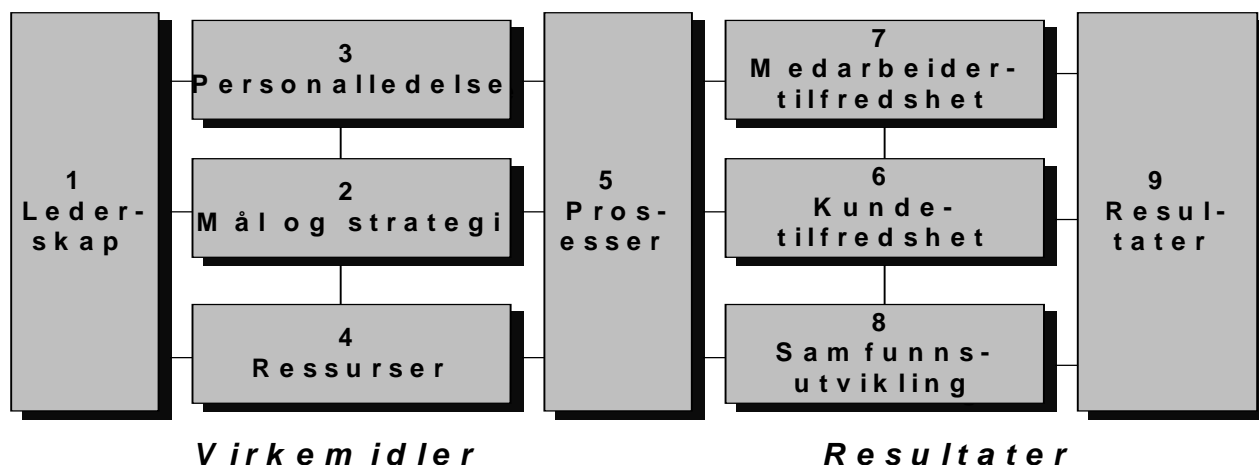 1
Leder-
skap
3
Personalledelse
2
Mål og strategi
4
Ressurser
5
Pros-
esser
7
Medarbeider-
tilfredshet
6
Kunde-
tilfredshet
8
Samfunns-
utvikling
9
Resul-
tater
Virkemidler
Resultater